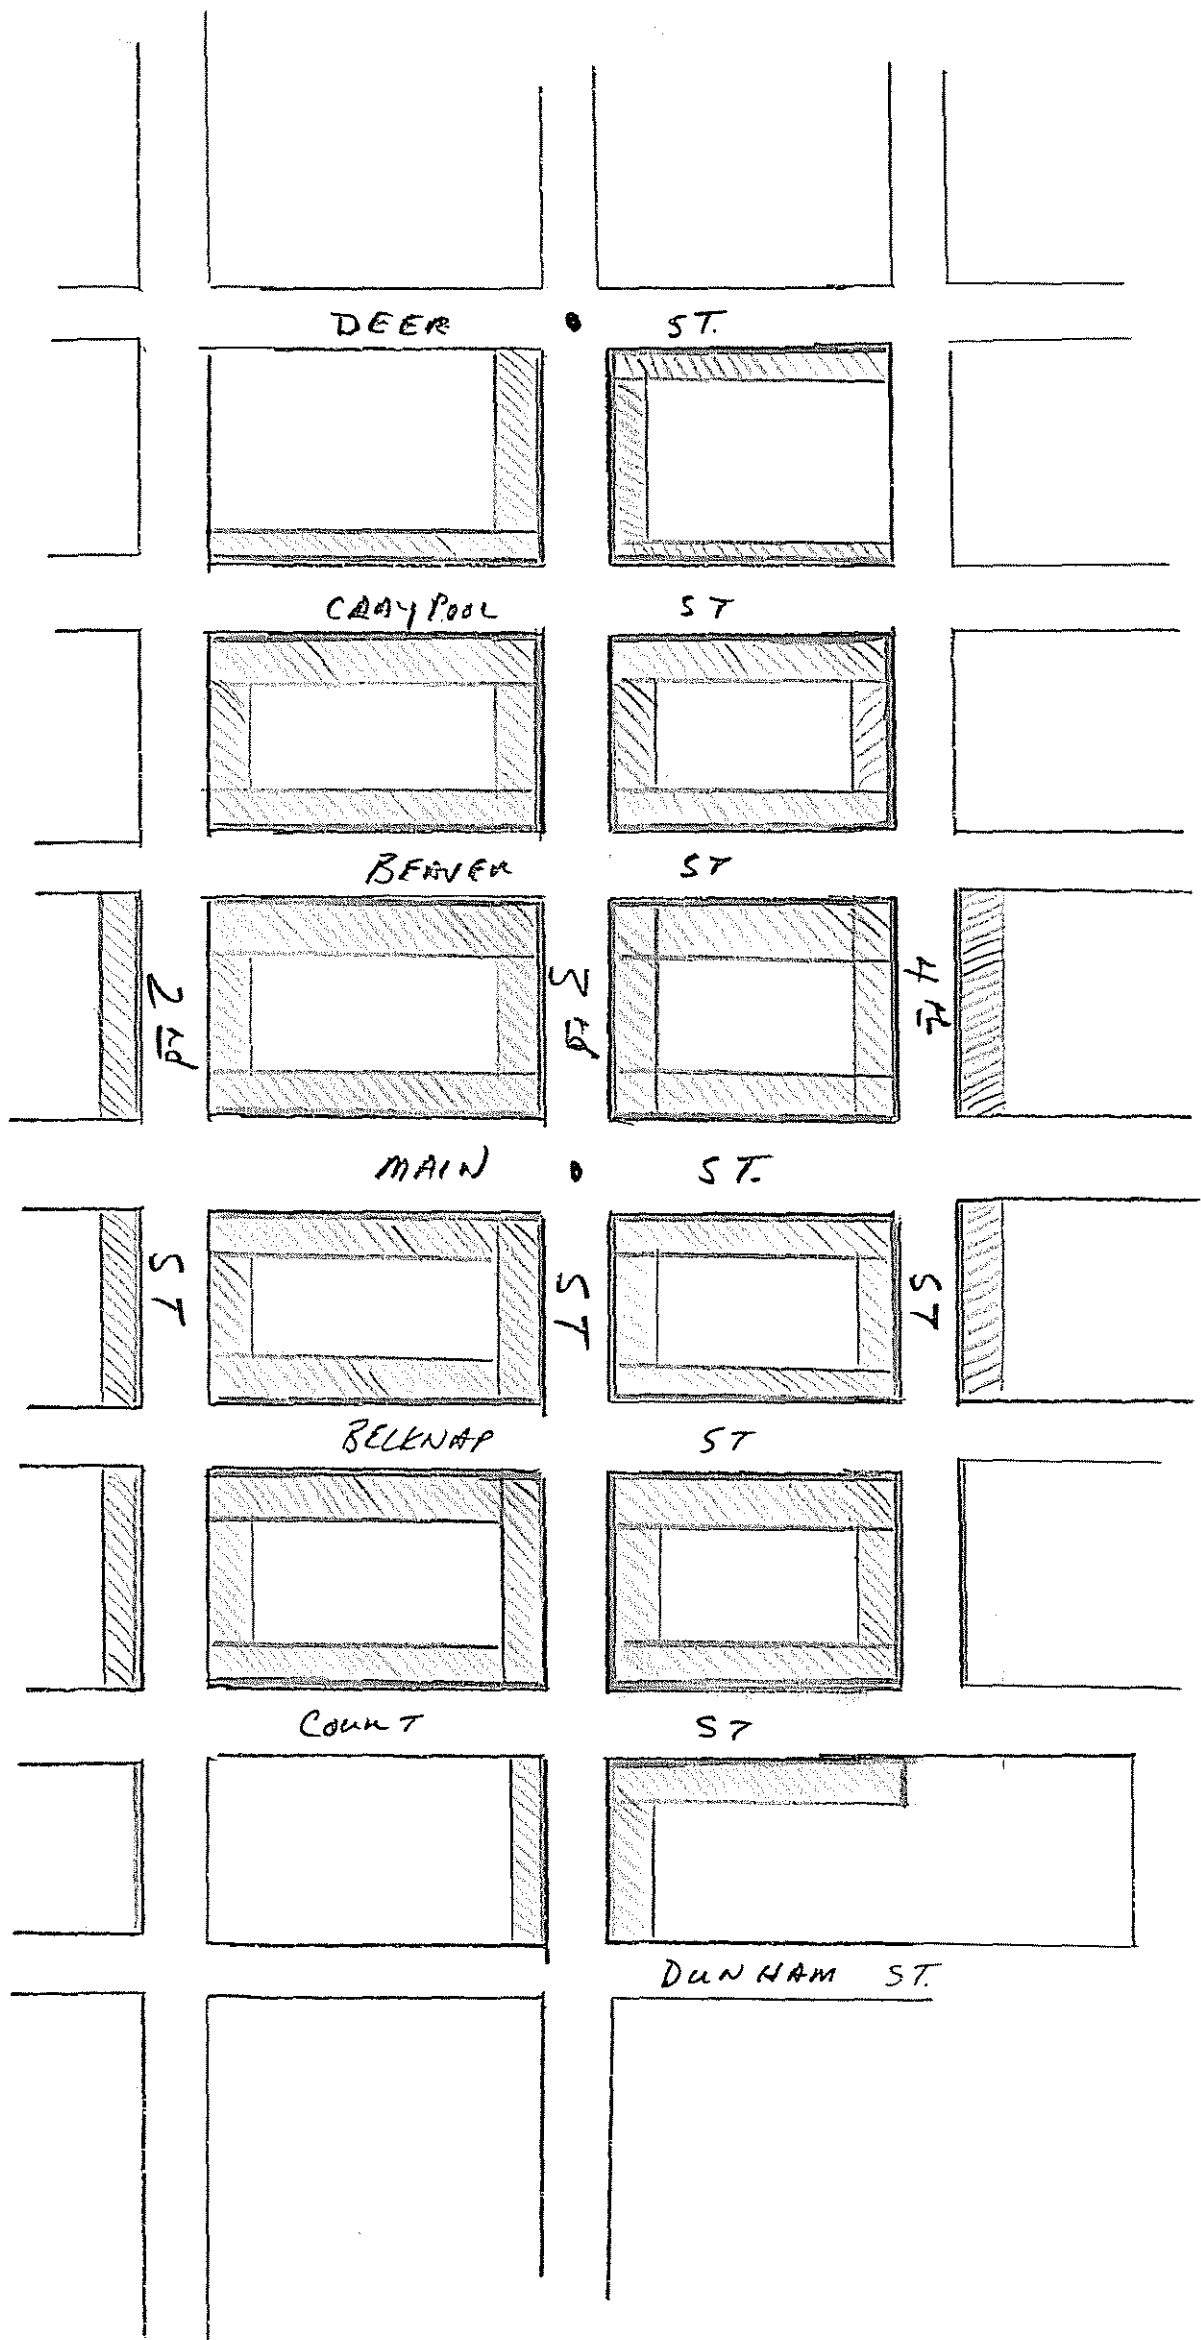 DEER • ST.
CRAYPOOL ST
BEAVER ST
2nd ST
3rd ST
4th ST
MAIN • ST.
BELKNAP ST
COURT ST
DUNHAM ST.